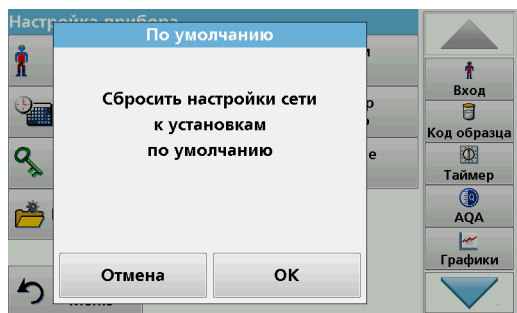 Настройка прибора
По умолчанию
Сбросить настройки сети
к установкам
по умолчанию
Отмена
OK
Вход
Код образца
Таймер
AQA
Графики